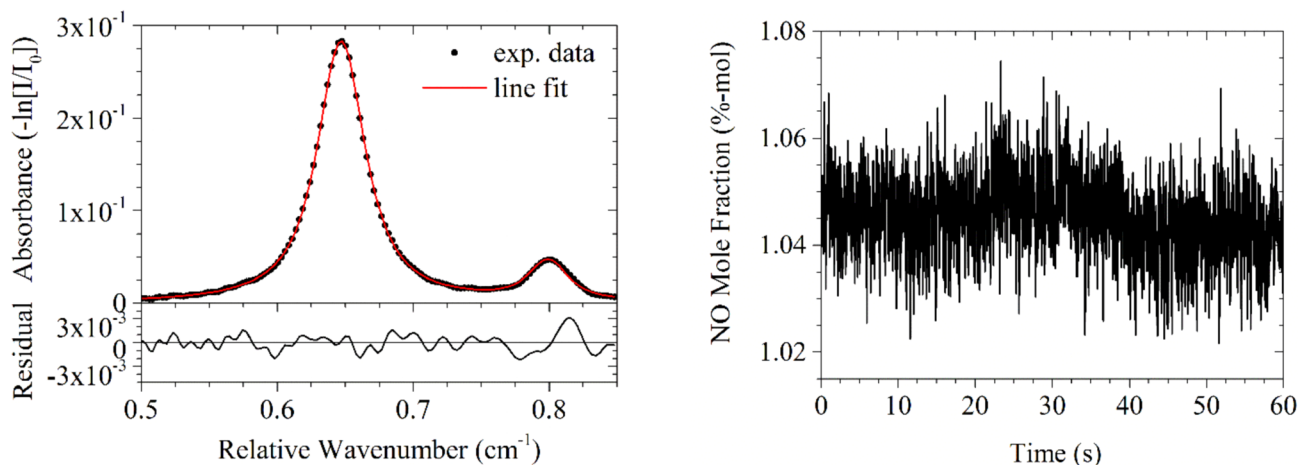 3x10⁻¹
2x10⁻¹
1x10⁻¹
0
Absorbance (-ln[I/I₀])
exp. data
line fit
3x10⁻³
0
-3x10⁻³
Residual
0.5 0.6 0.7 0.8
Relative Wavenumber (cm⁻¹)
1.08
1.06
1.04
1.02
NO Mole Fraction (%-mol)
0 10 20 30 40 50 60
Time (s)